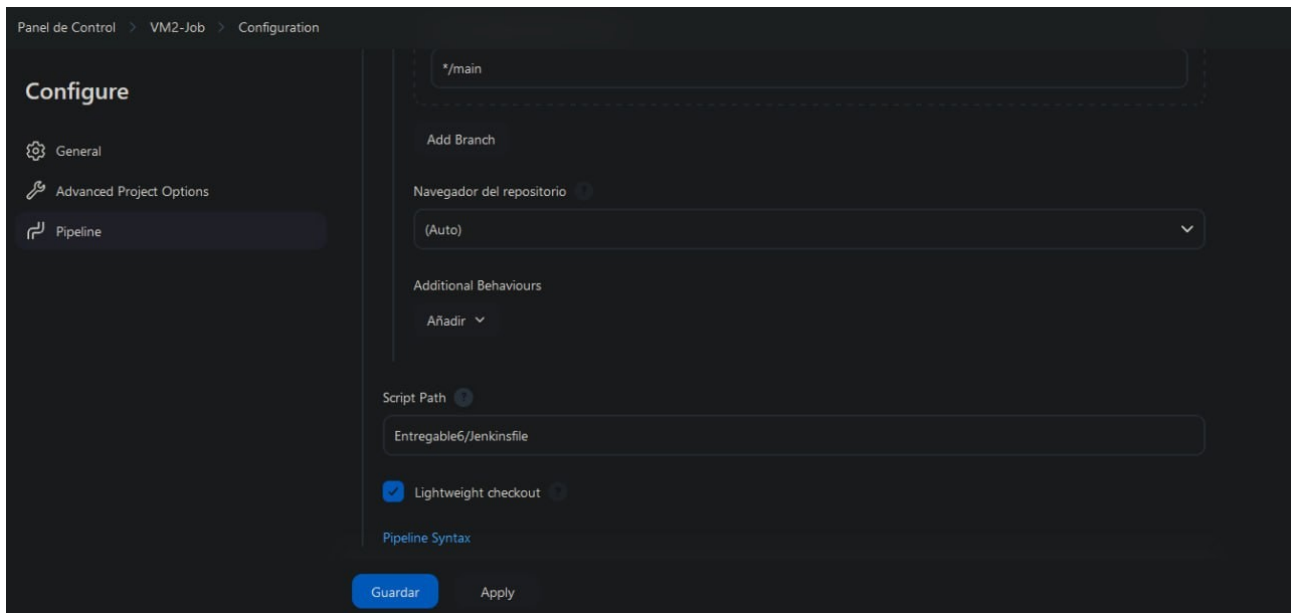 Panel de Control > VM2-Job > Configuration
Configure
General
Advanced Project Options
Pipeline
*/main
Add Branch
Navegador del repositorio ?
(Auto)
Additional Behaviours
Añadir
Script Path ?
Entregable6/Jenkinsfile
Lightweight checkout ?
Pipeline Syntax
Guardar
Apply